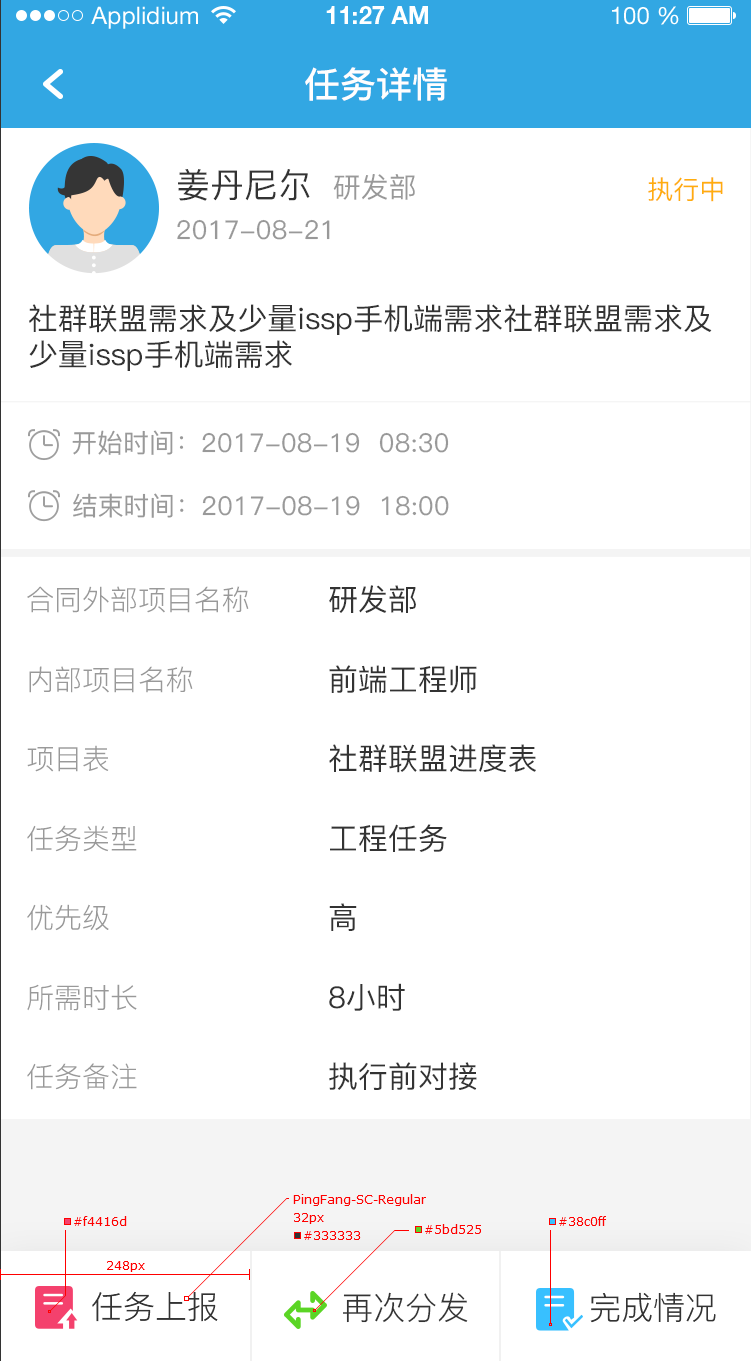 Applidium 11:27 AM 100 %
任务详情
姜丹尼尔 研发部 执行中
2017-08-21
社群联盟需求及少量issp手机端需求社群联盟需求及
少量issp手机端需求
开始时间：2017-08-19 08:30
结束时间：2017-08-19 18:00
合同外部项目名称 研发部
内部项目名称 前端工程师
项目表 社群联盟进度表
任务类型 工程任务
优先级 高
所需时长 8小时
任务备注 执行前对接
PingFang-SC-Regular
32px
#333333
#f4416d
#5bd525
#38c0ff
248px
任务上报 再次分发 完成情况